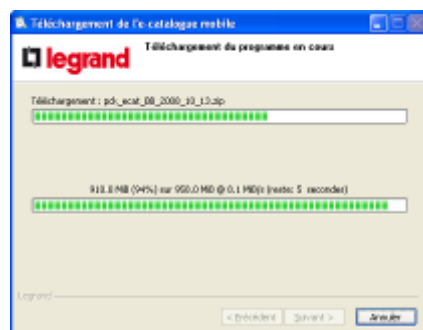 Téléchargement de l'e-catalogue mobile
legrand
Téléchargement du programme en cours
Téléchargement : pdv_ecat_BB_2000_10_13.zip
910.0 MB (94%) sur 950.0 MB @ 0.1 MB/s (reste: 5 secondes)
Legrand
< Précédent
Suivant >
Annuler